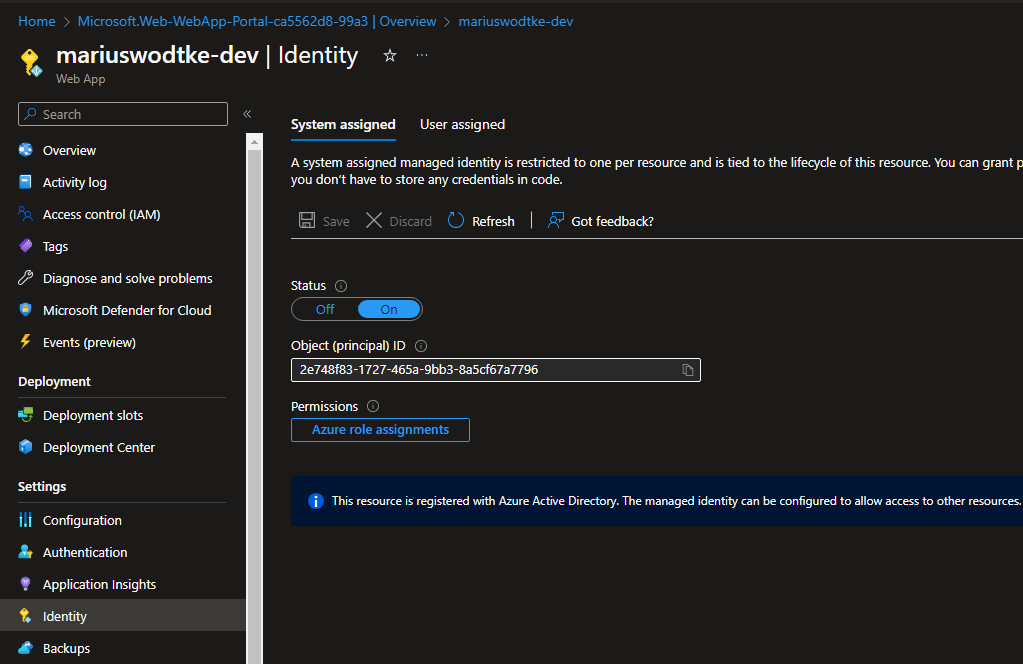 Home > Microsoft.Web-WebApp-Portal-ca5562d8-99a3 | Overview > mariuswodtke-dev
mariuswodtke-dev | Identity
Web App
Search
Overview
Activity log
Access control (IAM)
Tags
Diagnose and solve problems
Microsoft Defender for Cloud
Events (preview)
Deployment
Deployment slots
Deployment Center
Settings
Configuration
Authentication
Application Insights
Identity
Backups
System assigned User assigned
A system assigned managed identity is restricted to one per resource and is tied to the lifecycle of this resource. You can grant p
you don't have to store any credentials in code.
Save Discard Refresh | Got feedback?
Status
Off On
Object (principal) ID
2e748f83-1727-465a-9bb3-8a5cf67a7796
Permissions
Azure role assignments
This resource is registered with Azure Active Directory. The managed identity can be configured to allow access to other resources.